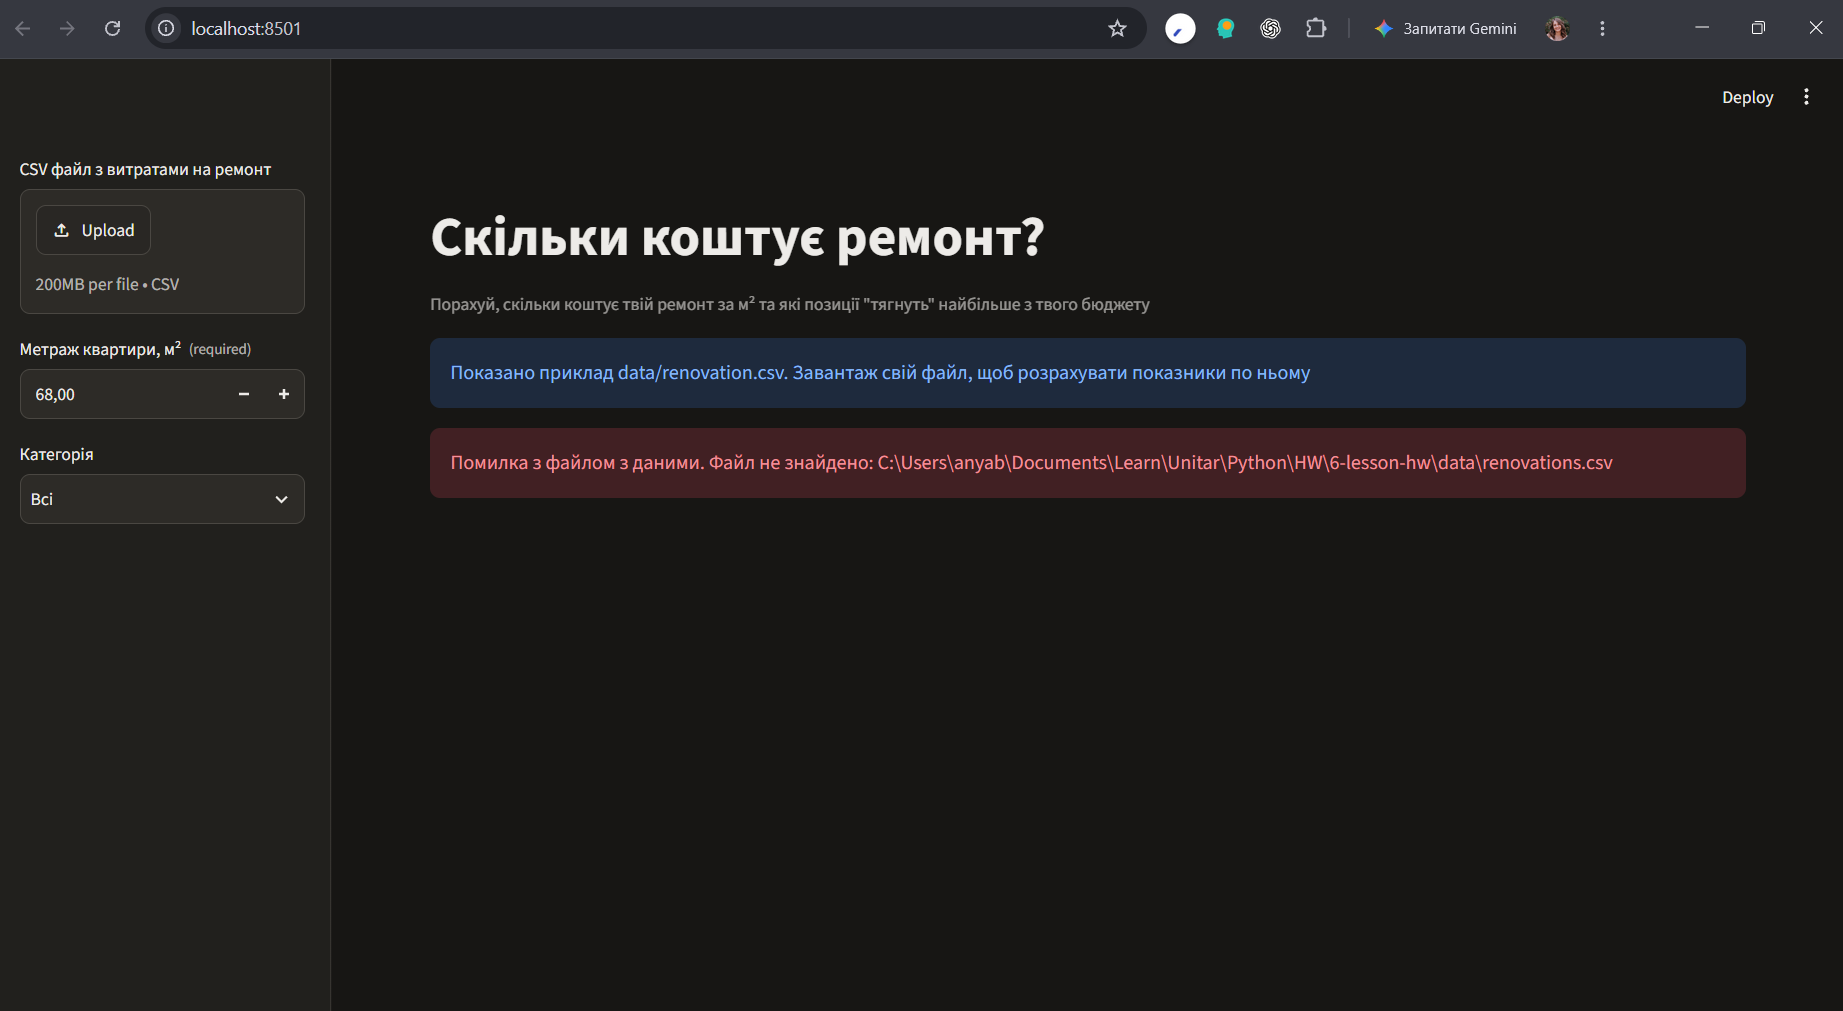 localhost:8501
Запитати Gemini
Deploy
CSV файл з витратами на ремонт
Upload
200MB per file • CSV
Метраж квартири, м² (required)
68,00
Категорія
Всі
Скільки коштує ремонт?
Порахуй, скільки коштує твій ремонт за м² та які позиції "тягнуть" найбільше з твого бюджету
Показано приклад data/renovation.csv. Завантаж свій файл, щоб розрахувати показники по ньому
Помилка з файлом з даними. Файл не знайдено: C:\Users\anyab\Documents\Learn\Unitar\Python\HW\6-lesson-hw\data\renovations.csv